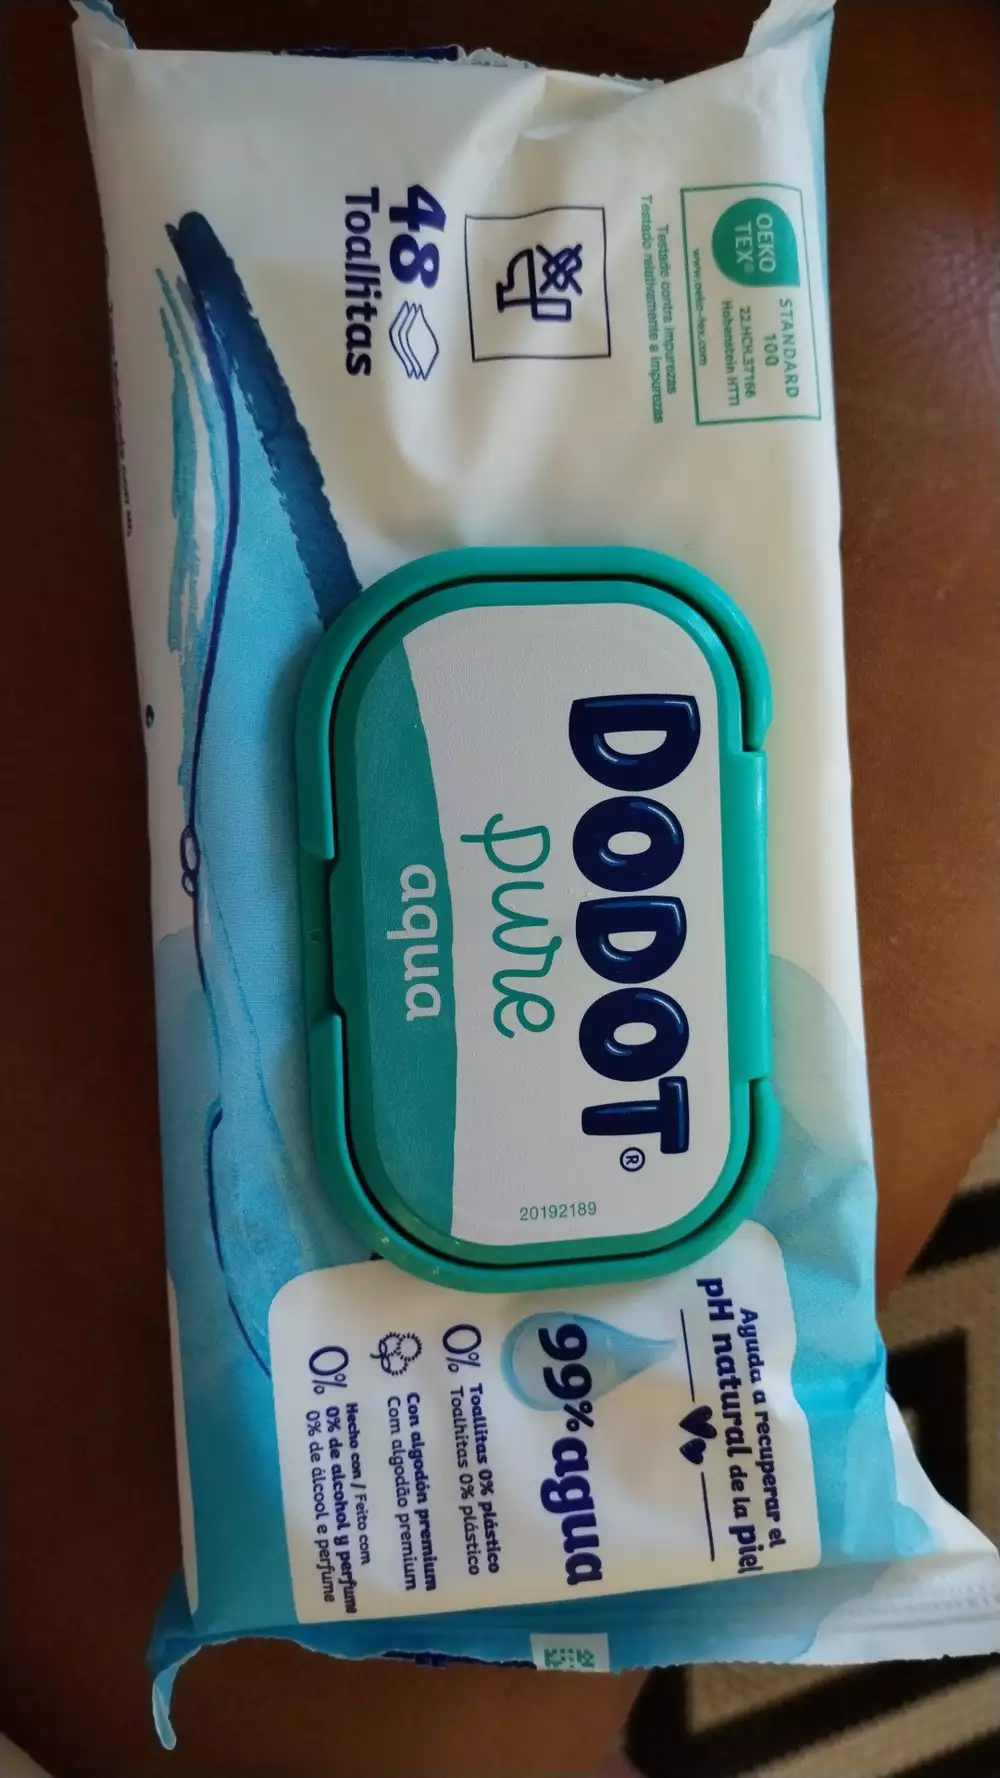 OEKO
TEX®
STANDARD
100
22.HCH.37166
Hohenstein HTTI
www.oeko-tex.com
Testado contra impurezas
Testado relativamente a Impurezas
48
Toallitas
DODOT®
pure
aqua
20192189
Ayuda a recuperar el
pH natural de la piel
99% agua
0% Toallitas 0% plástico
Toalhitas 0% plástico
Con algodón premium
Com algodão premium
Hecho con / Feito com
0% 0% de alcohol y perfume
0% de álcool e perfume